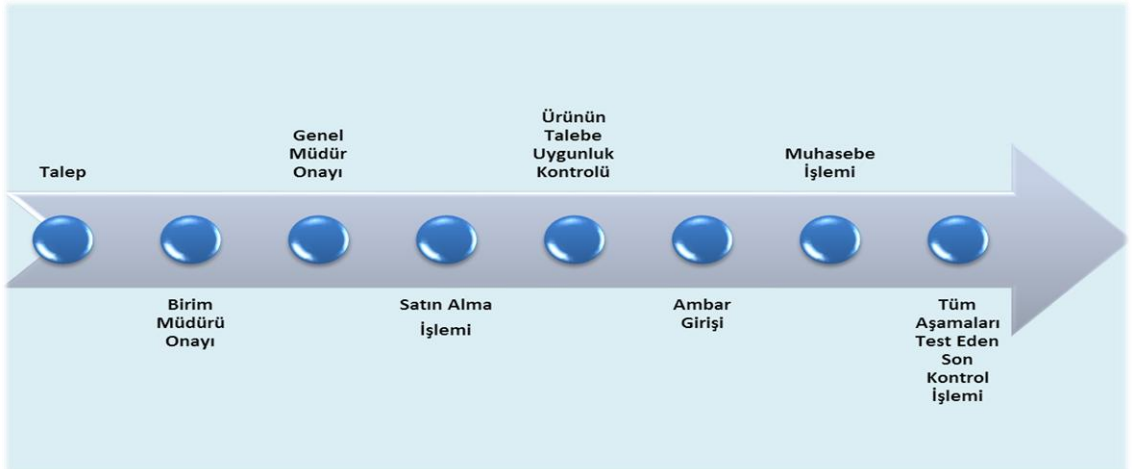 Talep
Birim
Müdürü
Onayı
Genel
Müdür
Onayı
Satın Alma
İşlemi
Ürünün
Talebe
Uygunluk
Kontrolü
Ambar
Girişi
Muhasebe
İşlemi
Tüm
Aşamaları
Test Eden
Son
Kontrol
İşlemi